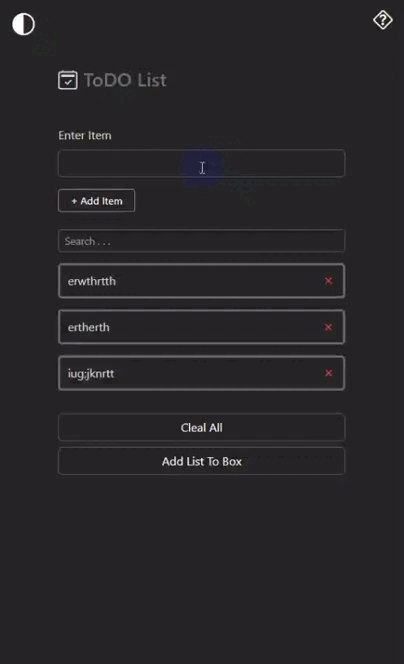 ToDO List
Enter Item
+ Add Item
Search . . .
erwthrtth
ertherth
iug;jknrtt
Cleal All
Add List To Box